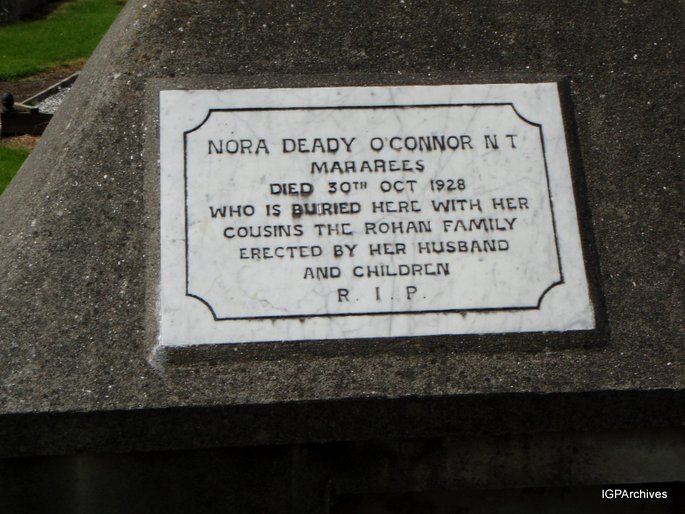 NORA DEADY O'CONNOR N T
MAHAREES
DIED 30TH OCT 1928
WHO IS BURIED HERE WITH HER
COUSINS THE ROHAN FAMILY
ERECTED BY HER HUSBAND
AND CHILDREN
R. I. P.
IGPArchives